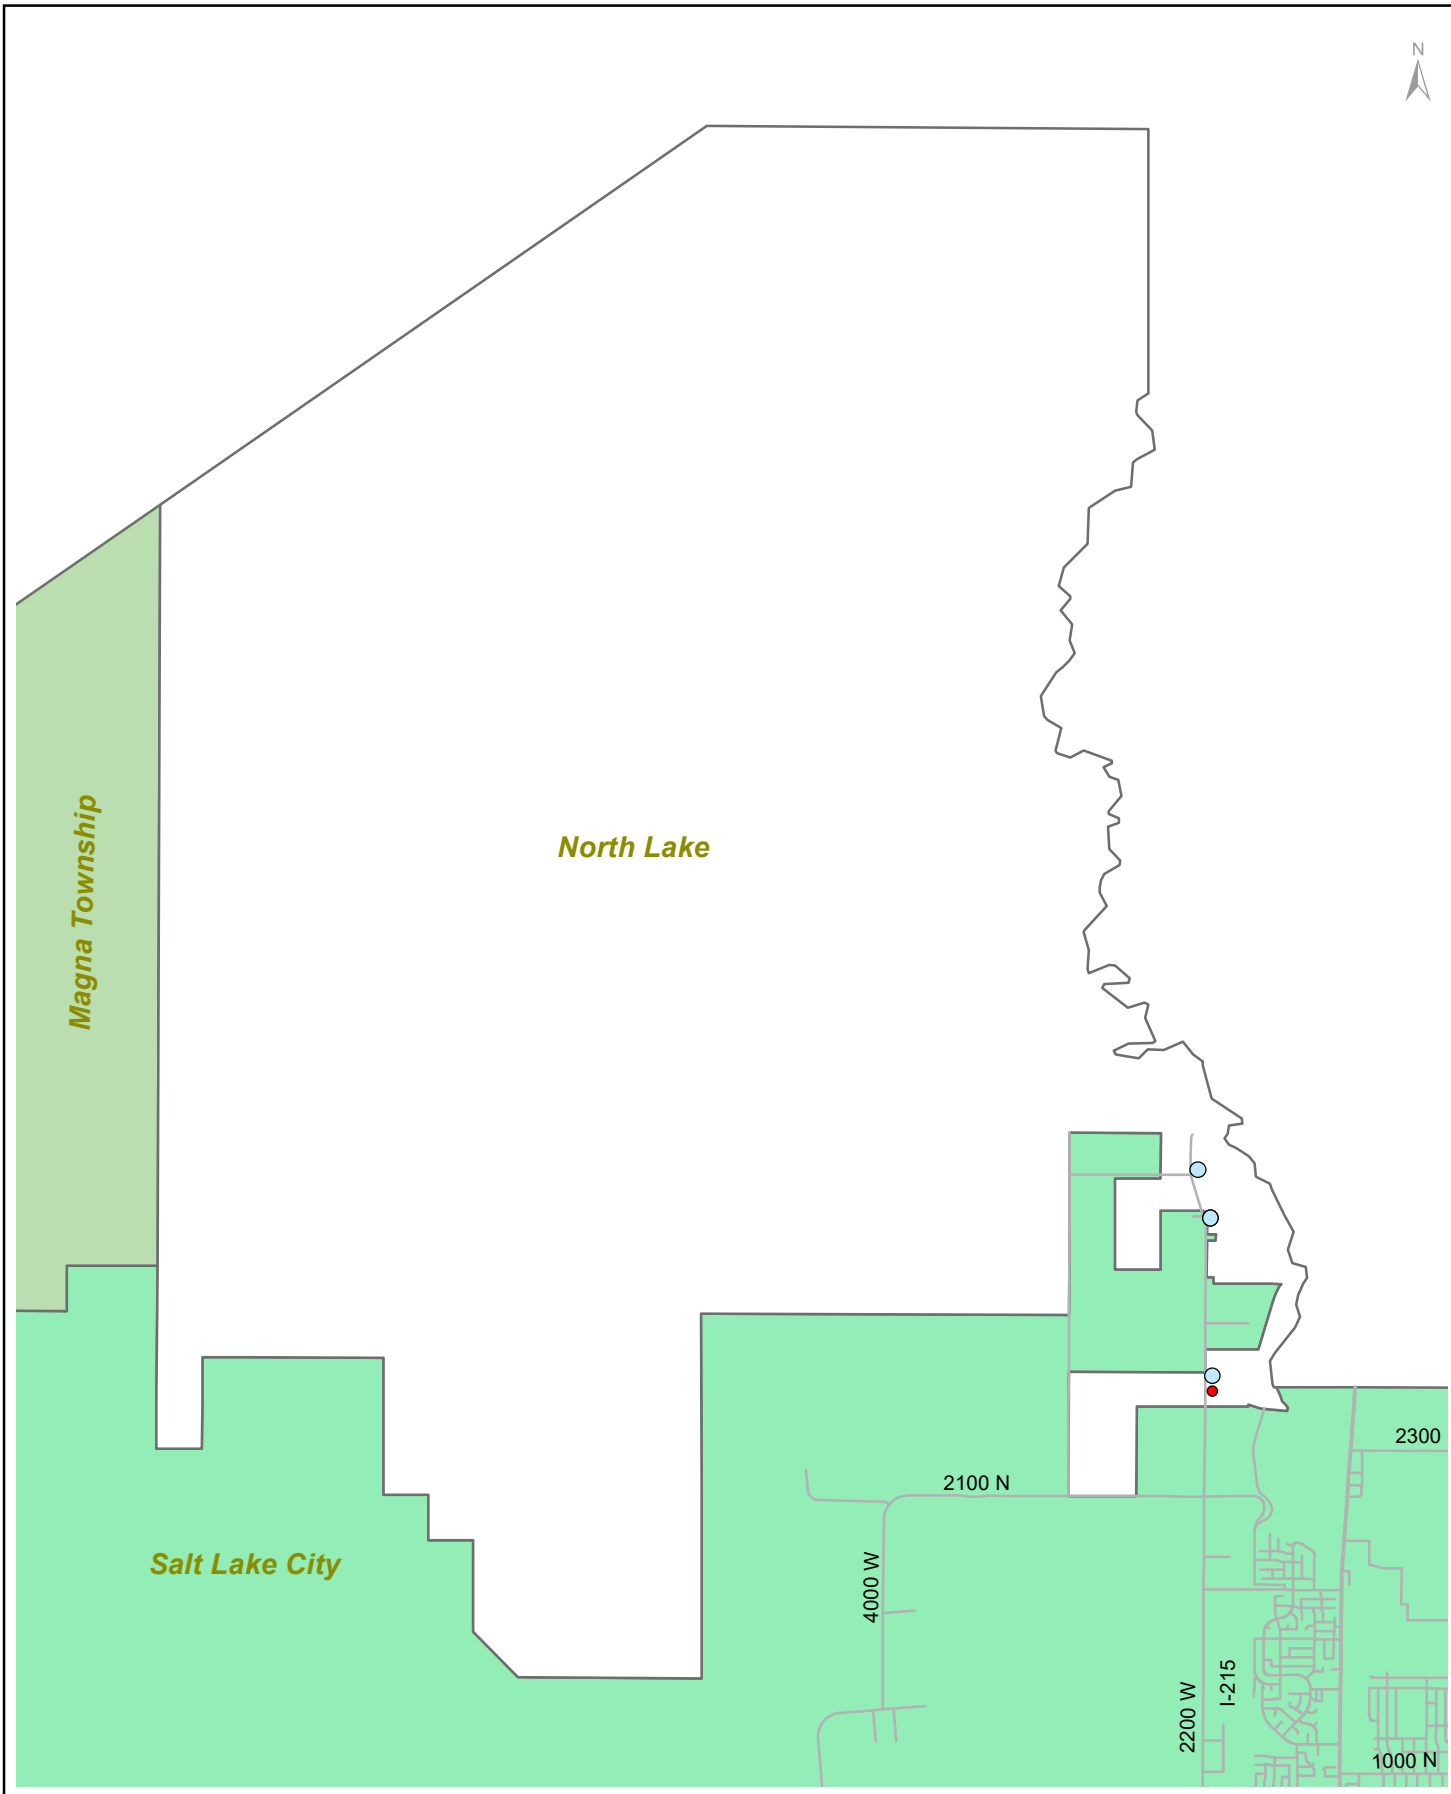 N
Magna Township
North Lake
2300
2100 N
Salt Lake City
4000 W
I-215
2200 W
1000 N